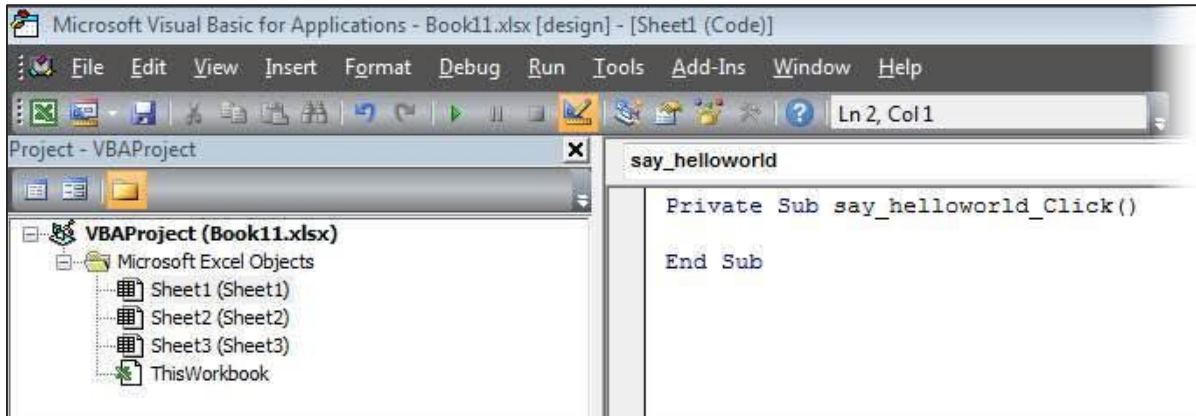 Microsoft Visual Basic for Applications - Book11.xlsx [design] - [Sheet1 (Code)]
File Edit View Insert Format Debug Run Tools Add-Ins Window Help
Ln 2, Col 1
Project - VBAProject
say_helloworld
Private Sub say_helloworld_Click()
End Sub
VBAProject (Book11.xlsx)
Microsoft Excel Objects
Sheet1 (Sheet1)
Sheet2 (Sheet2)
Sheet3 (Sheet3)
ThisWorkbook